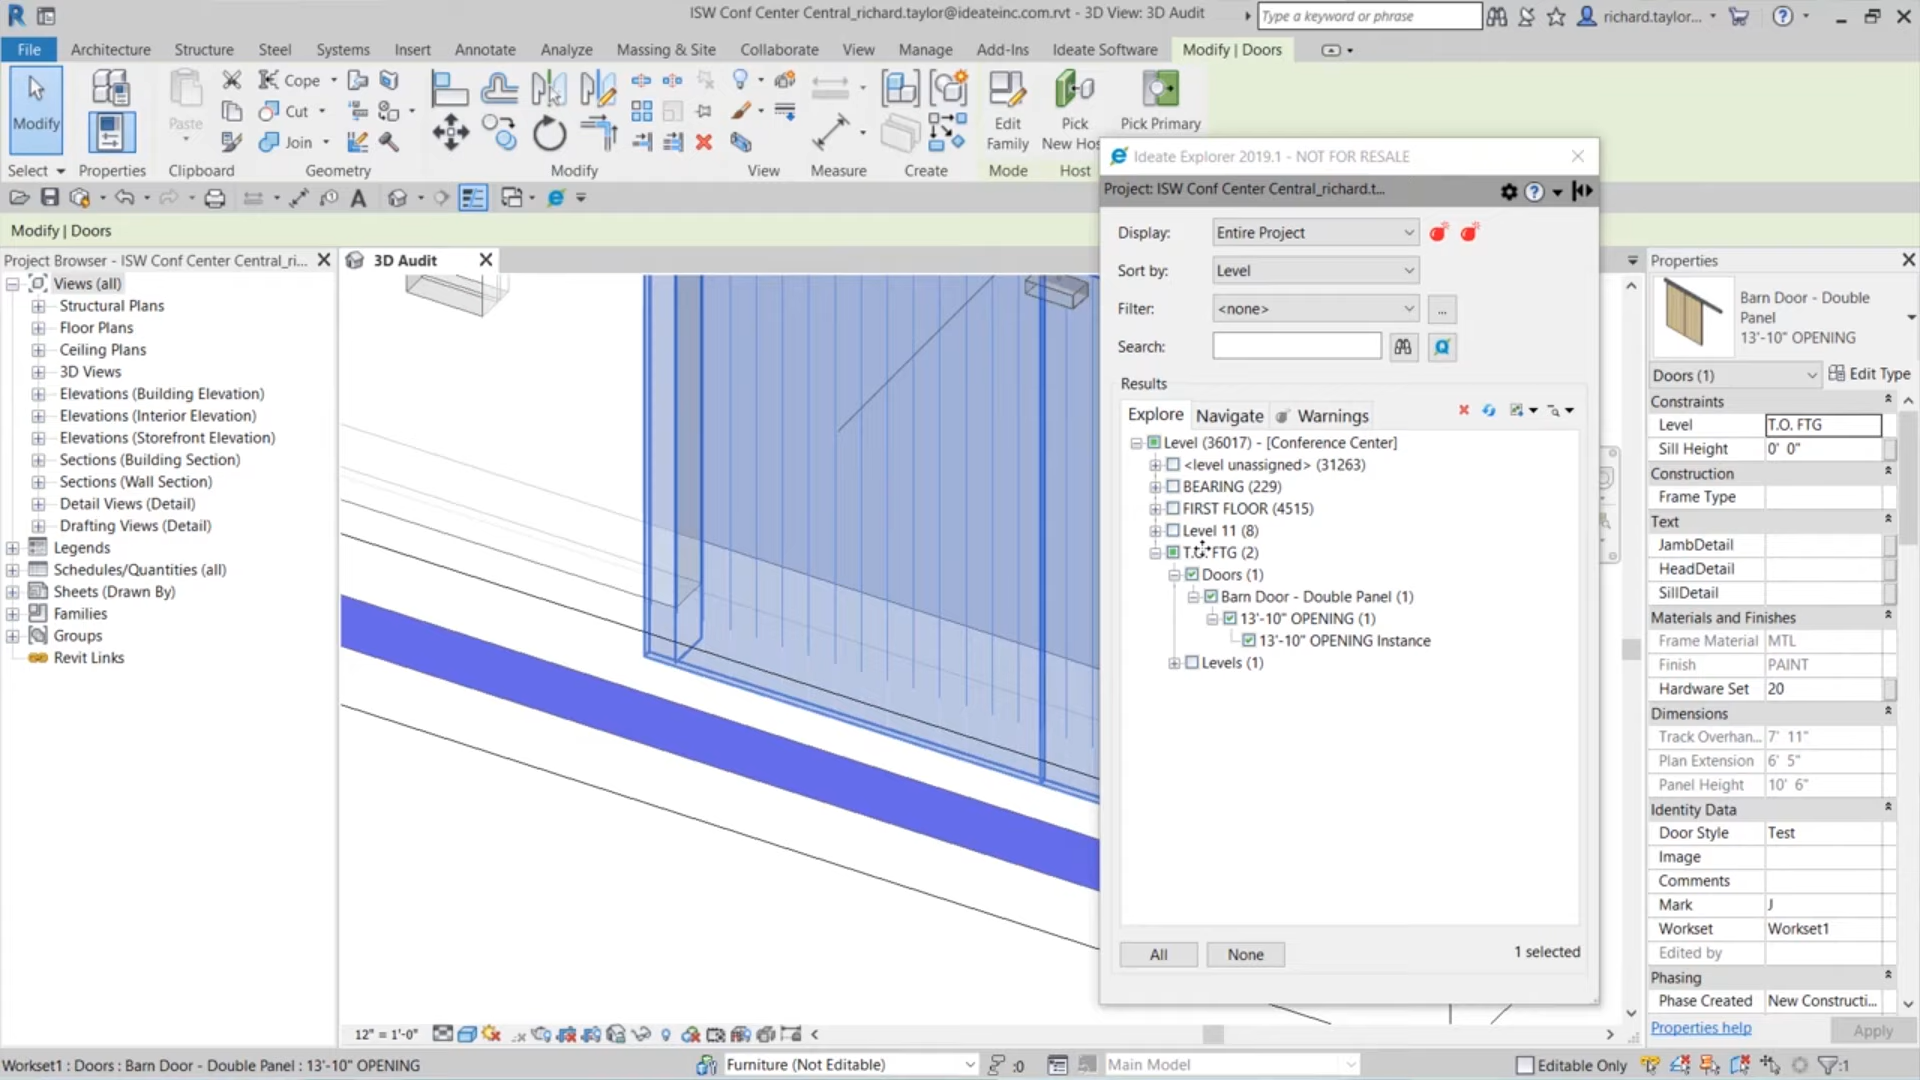 ISW Conf Center Central_richard.taylor@ideateinc.com.rvt - 3D View: 3D Audit
Type a keyword or phrase
richard.taylor...
File Architecture Structure Steel Systems Insert Annotate Analyze Massing & Site Collaborate View Manage Add-Ins Ideate Software Modify | Doors
Modify
Paste
Cope
Cut
Join
Edit Family
Pick New Hos
Pick Primary
Select Properties Clipboard Geometry Modify View Measure Create Mode Host
Modify | Doors
Project Browser - ISW Conf Center Central_ri...
Views (all)
Structural Plans
Floor Plans
Ceiling Plans
3D Views
Elevations (Building Elevation)
Elevations (Interior Elevation)
Elevations (Storefront Elevation)
Sections (Building Section)
Sections (Wall Section)
Detail Views (Detail)
Drafting Views (Detail)
Legends
Schedules/Quantities (all)
Sheets (Drawn By)
Families
Groups
Revit Links
3D Audit
Ideate Explorer 2019.1 - NOT FOR RESALE
Project: ISW Conf Center Central_richard.t...
Display: Entire Project
Sort by: Level
Filter: <none> ...
Search:
Results
Explore Navigate Warnings
Level (36017) - [Conference Center]
<level unassigned> (31263)
BEARING (229)
FIRST FLOOR (4515)
Level 11 (8)
T.O. FTG (2)
Doors (1)
Barn Door - Double Panel (1)
13'-10" OPENING (1)
13'-10" OPENING Instance
Levels (1)
All None 1 selected
Properties
Barn Door - Double Panel
13'-10" OPENING
Doors (1) Edit Type
Constraints
Level T.O. FTG
Sill Height 0' 0"
Construction
Frame Type
Text
JambDetail
HeadDetail
SillDetail
Materials and Finishes
Frame Material MTL
Finish PAINT
Hardware Set 20
Dimensions
Track Overhan... 7' 11"
Plan Extension 6' 5"
Panel Height 10' 6"
Identity Data
Door Style Test
Image
Comments
Mark J
Workset Workset1
Edited by
Phasing
Phase Created New Constructi...
Properties help Apply
12" = 1'-0"
Workset1 : Doors : Barn Door - Double Panel : 13'-10" OPENING
Furniture (Not Editable) :0 Main Model Editable Only :1